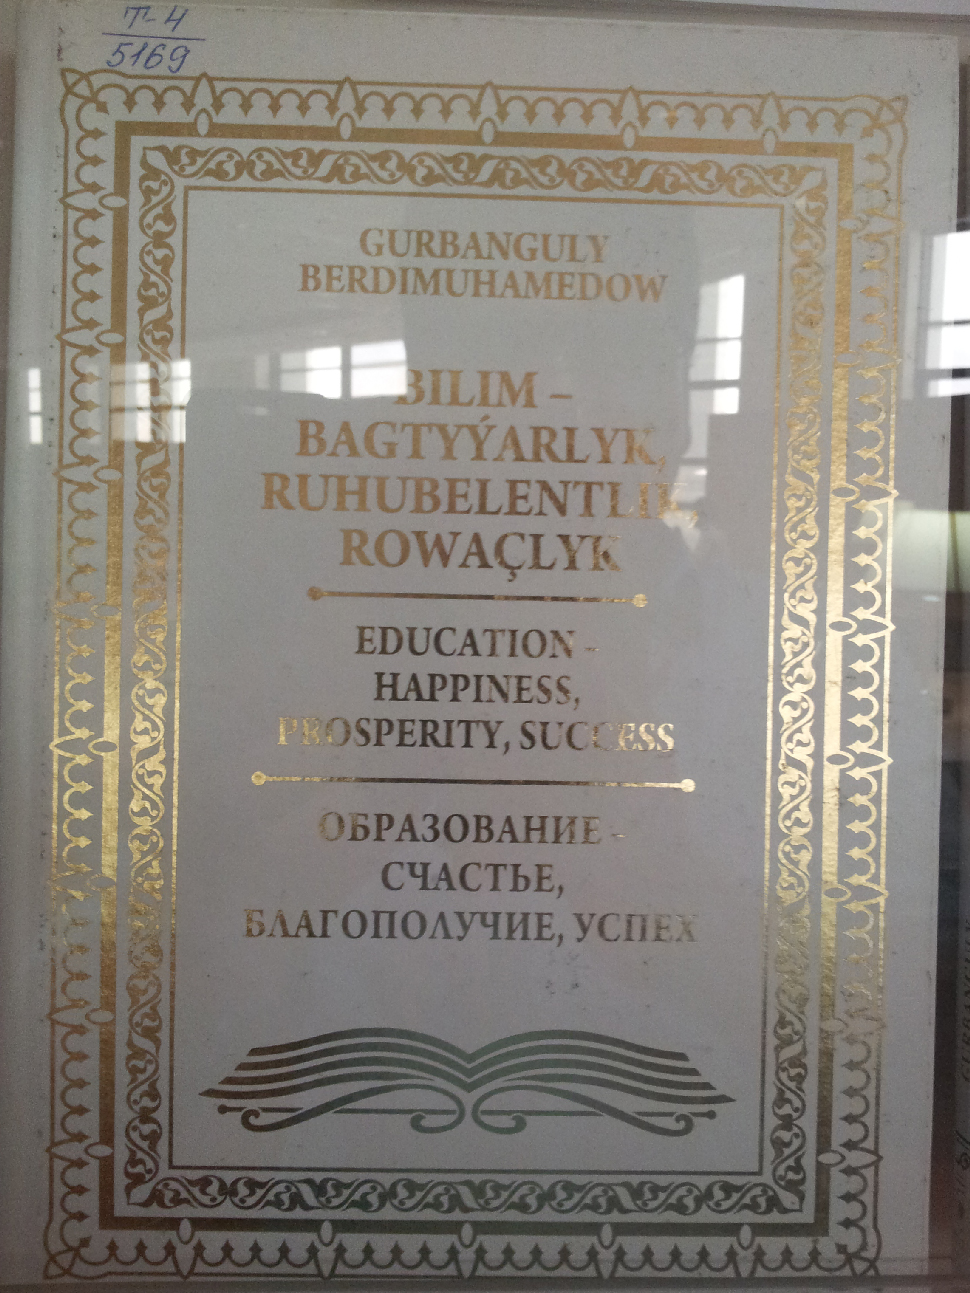 T-4
5169
GURBANGULY
BERDIMUHAMEDOW
BILIM –
BAGTYÝARLYK,
RUHUBELENTLIK,
ROWAÇLYK
EDUCATION -
HAPPINESS,
PROSPERITY, SUCCESS
ОБРАЗОВАНИЕ -
СЧАСТЬЕ,
БЛАГОПОЛУЧИЕ, УСПЕХ